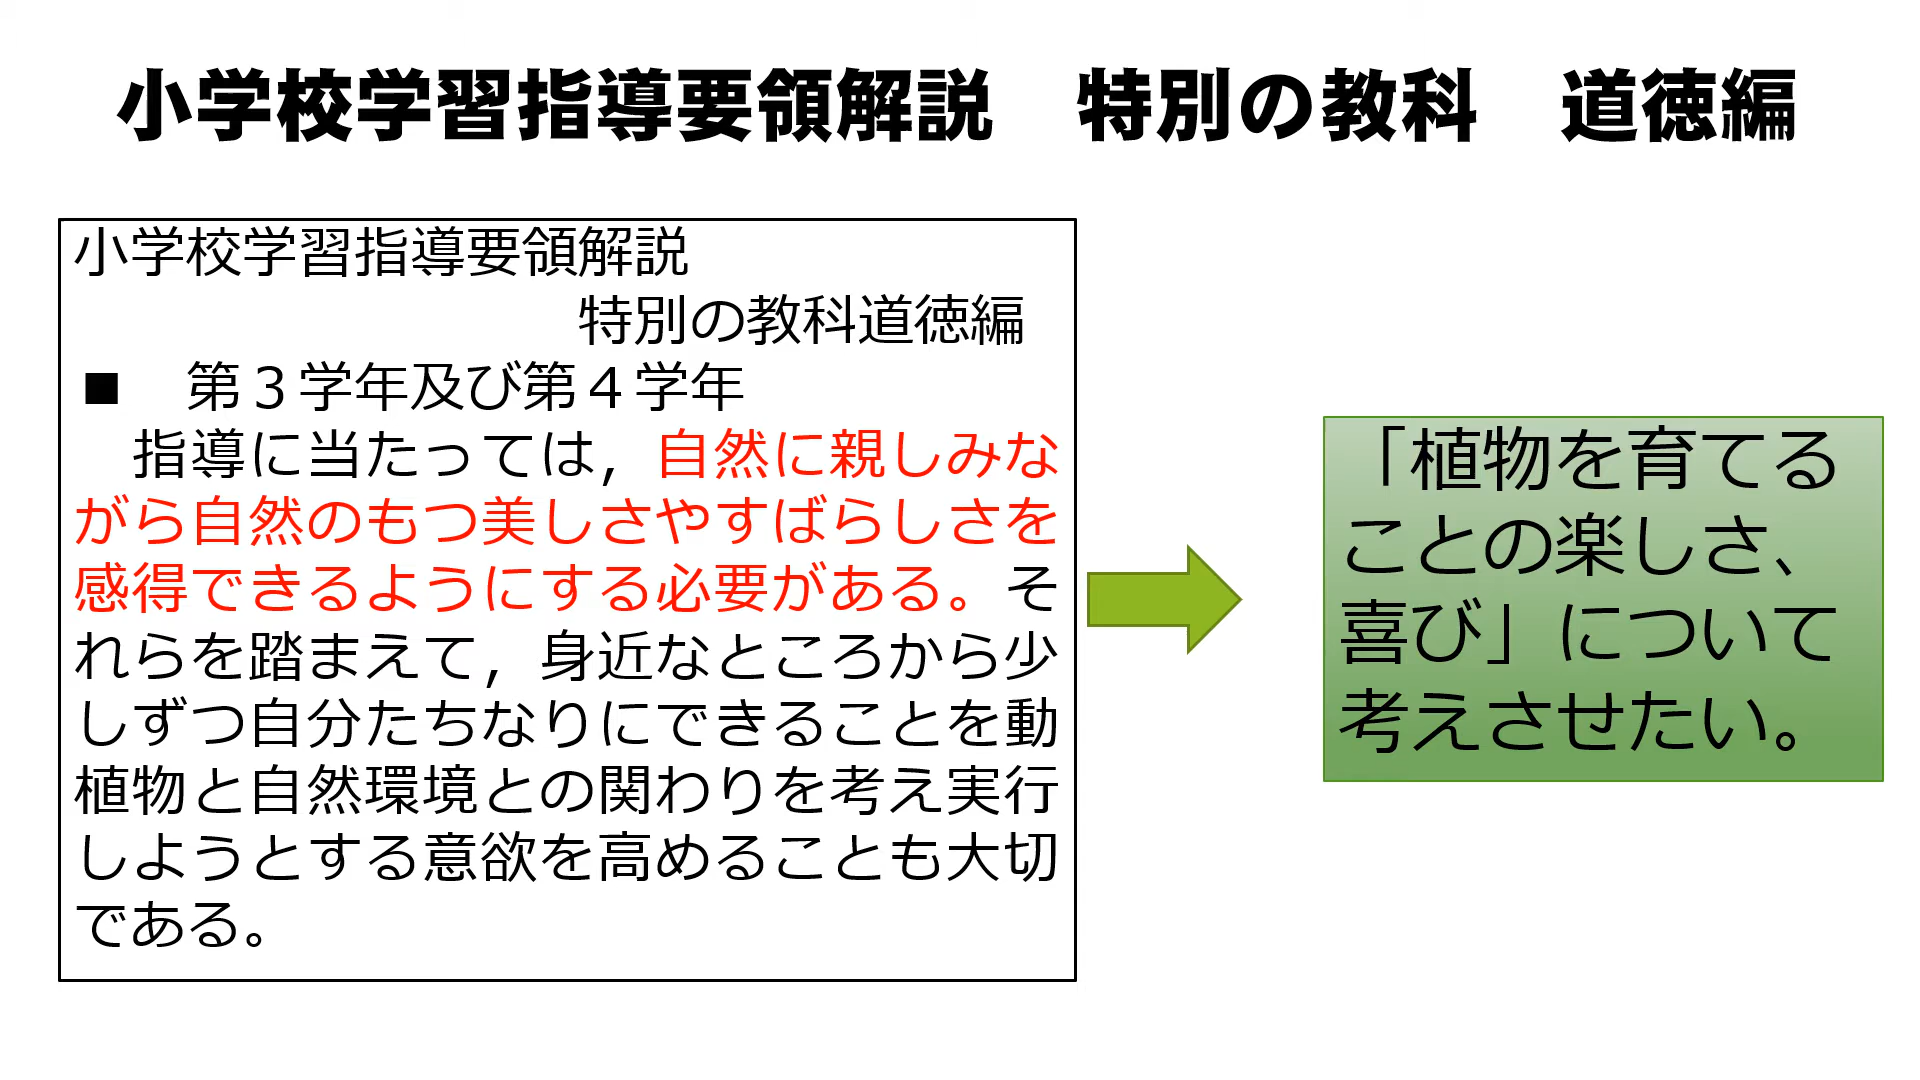 小学校学習指導要領解説　特別の教科　道徳編
小学校学習指導要領解説
特別の教科道徳編
■　第３学年及び第４学年
指導に当たっては，自然に親しみな
がら自然のもつ美しさやすばらしさを
感得できるようにする必要がある。そ
れらを踏まえて，身近なところから少
しずつ自分たちなりにできることを動
植物と自然環境との関わりを考え実行
しようとする意欲を高めることも大切
である。
「植物を育てる
ことの楽しさ、
喜び」について
考えさせたい。